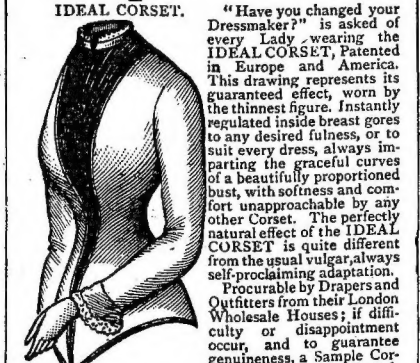 IDEAL CORSET.
"Have you changed your
Dressmaker?" is asked of
every Lady wearing the
IDEAL CORSET, Patented
in Europe and America.
This drawing represents its
guaranteed effect, worn by
the thinnest figure. Instantly
regulated inside breast gores
to any desired fulness, or to
suit every dress, always im-
parting the graceful curves
of a beautifully proportioned
bust, with softness and com-
fort unapproachable by any
other Corset. The perfectly
natural effect of the IDEAL
CORSET is quite different
from the usual vulgar, always
self-proclaiming adaptation.
Procurable by Drapers and
Outfitters from their London
Wholesale Houses; if diffi-
culty or disappointment
occur, and to guarantee
genuineness, a Sample Cor-